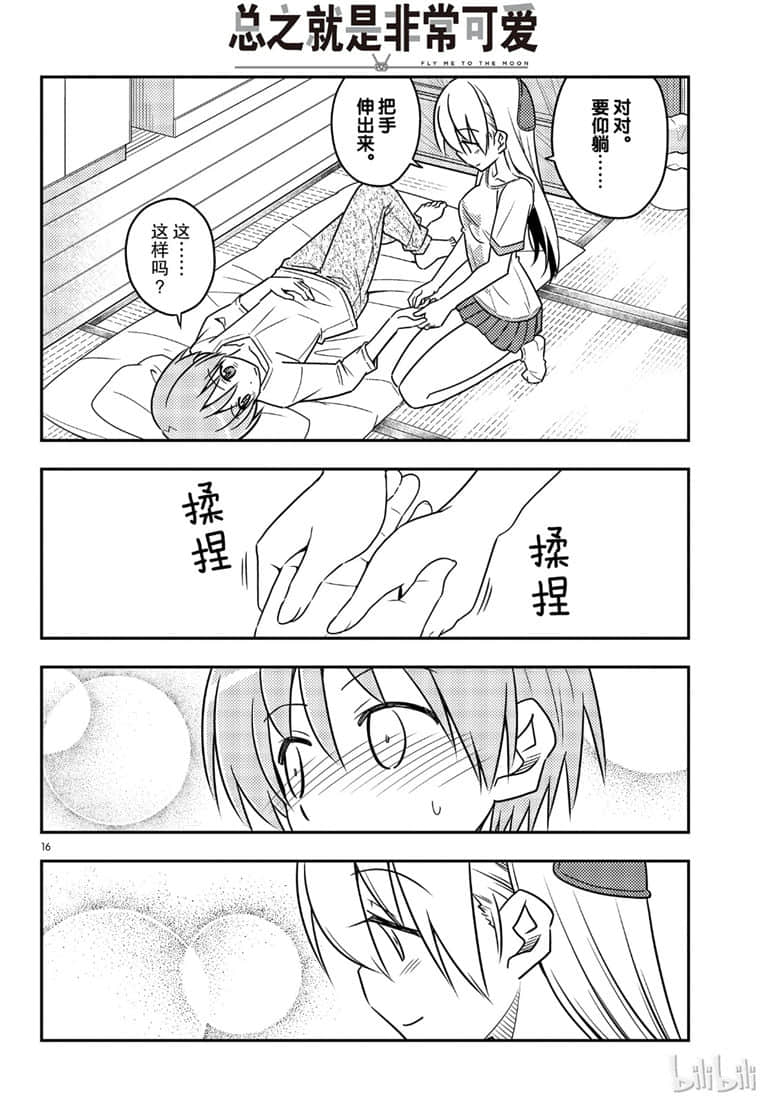 总之就是非常可爱
FLY ME TO THE MOON
对对。
要仰躺……
把手
伸出来。
这……
这样吗？
揉捏
揉捏
16
bilibili